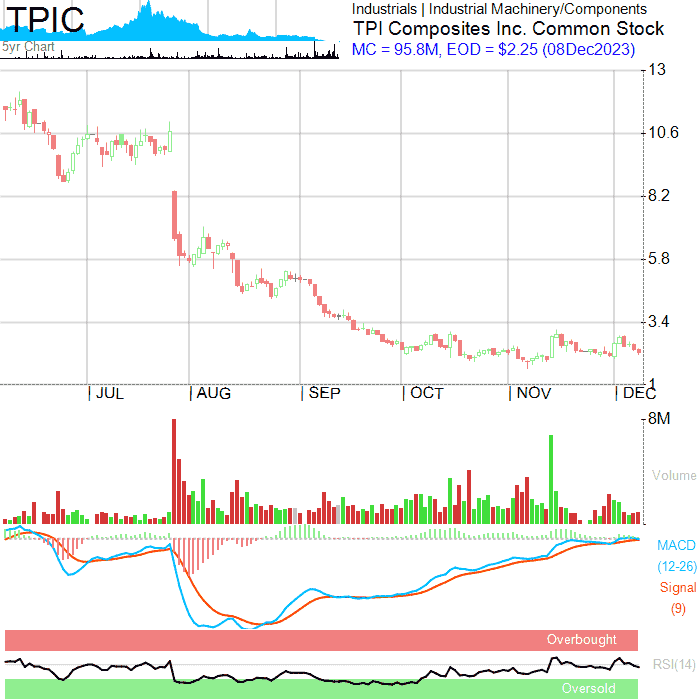 TPIC
5yr Chart
Industrials | Industrial Machinery/Components
TPI Composites Inc. Common Stock
MC = 95.8M, EOD = $2.25 (08Dec2023)
13
10.6
8.2
5.8
3.4
1
JUL AUG SEP OCT NOV DEC
8M
Volume
MACD
(12-26)
Signal
(9)
Overbought
RSI(14)
Oversold